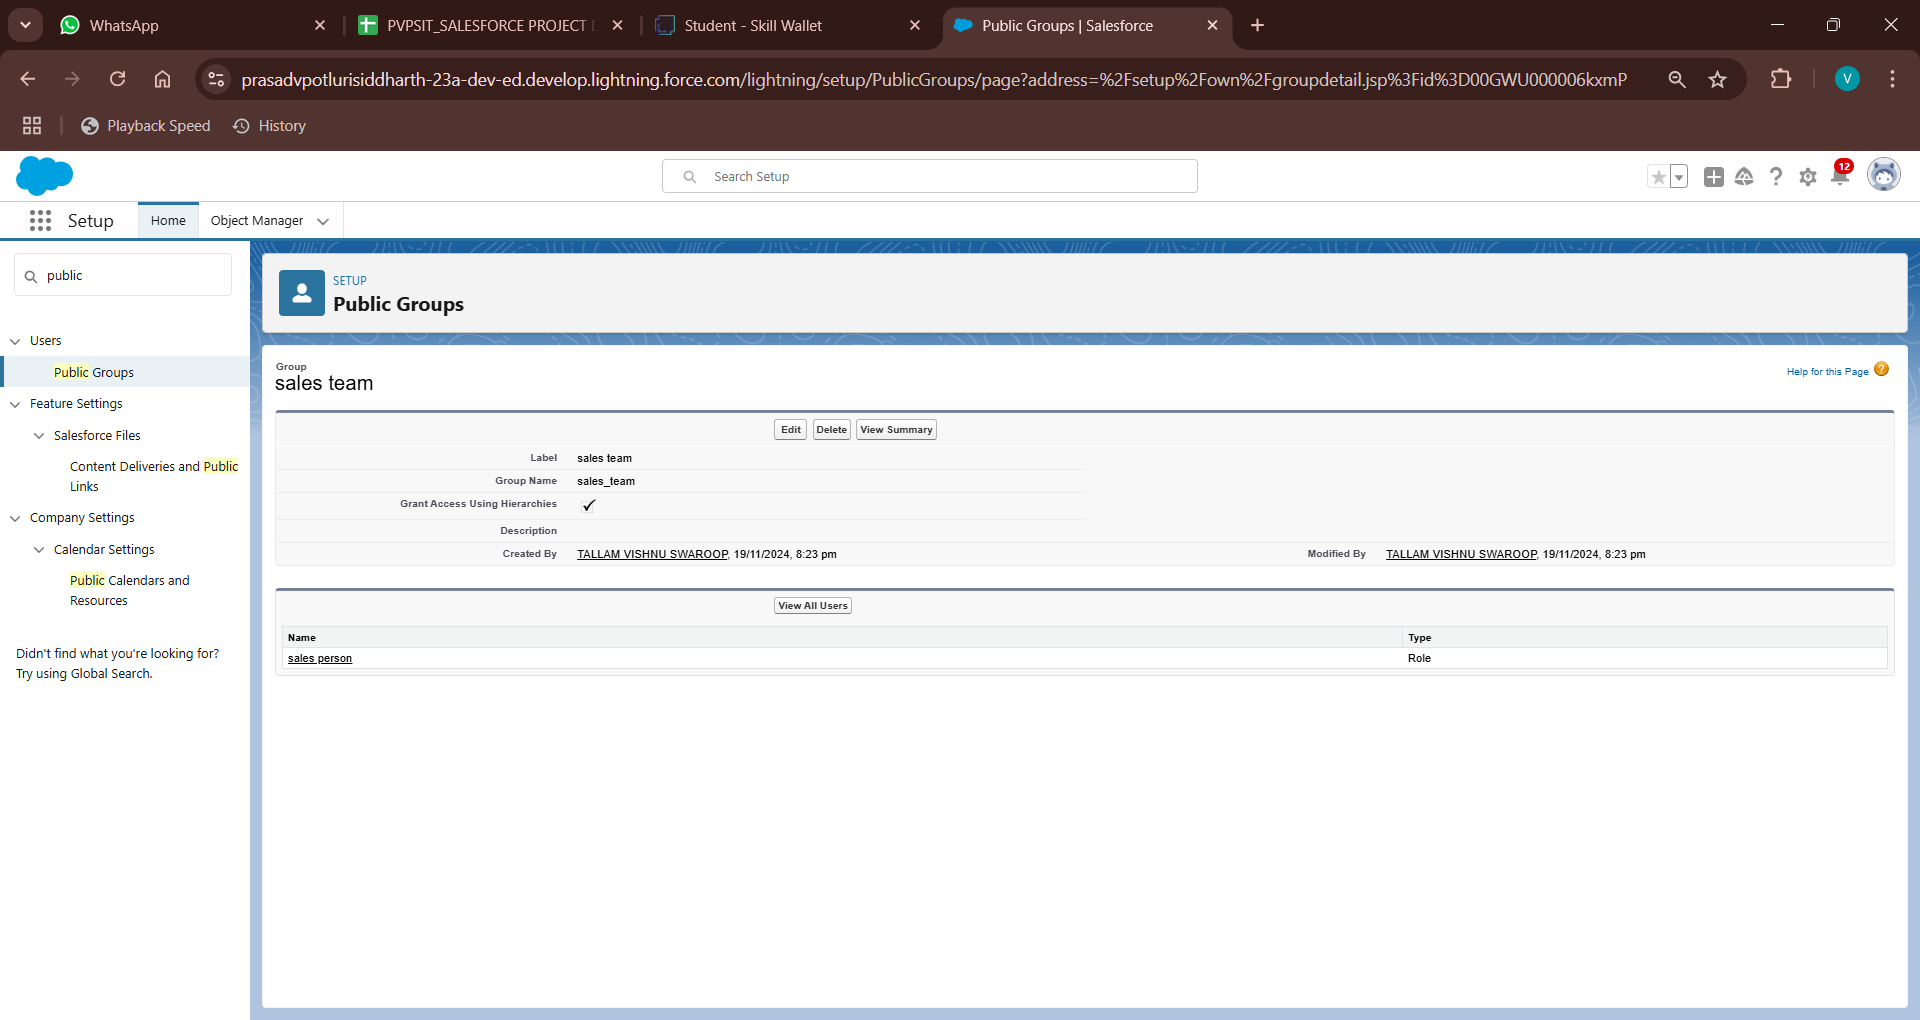 WhatsApp
PVPSIT_SALESFORCE PROJECT
Student - Skill Wallet
Public Groups | Salesforce
prasadvpotlurisiddharth-23a-dev-ed.develop.lightning.force.com/lightning/setup/PublicGroups/page?address=%2Fsetup%2Fown%2Fgroupdetail.jsp%3Fid%3D00GWU000006kxmP
V
Playback Speed
History
Search Setup
12
Setup
Home
Object Manager
public
SETUP
Public Groups
Users
Public Groups
Feature Settings
Salesforce Files
Content Deliveries and Public
Links
Company Settings
Calendar Settings
Public Calendars and
Resources
Didn't find what you're looking for?
Try using Global Search.
Group
sales team
Help for this Page ?
Edit Delete View Summary
Label sales team
Group Name sales_team
Grant Access Using Hierarchies
Description
Created By TALLAM VISHNU SWAROOP, 19/11/2024, 8:23 pm Modified By TALLAM VISHNU SWAROOP, 19/11/2024, 8:23 pm
View All Users
Name Type
sales person Role